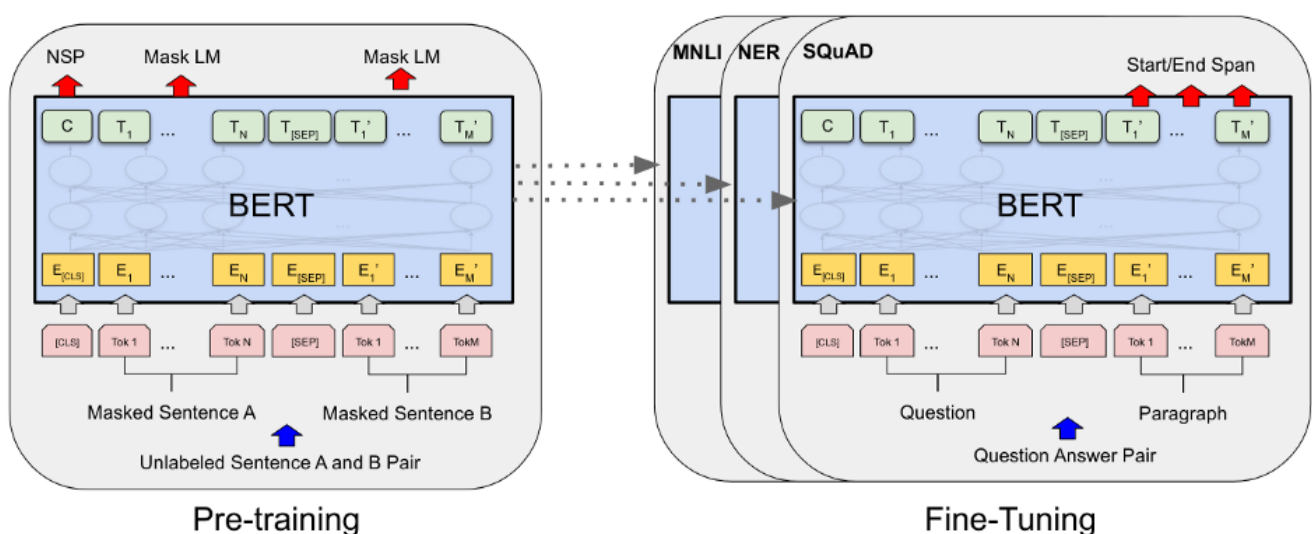 NSP Mask LM Mask LM
C T1 ... TN T[SEP] T1’ ... TM’
...
BERT
...
E[CLS] E1 ... EN E[SEP] E1’ ... EM’
[CLS] Tok 1 ... Tok N [SEP] Tok 1 ... TokM
Masked Sentence A Masked Sentence B
Unlabeled Sentence A and B Pair
Pre-training
MNLI NER SQuAD
Start/End Span
C T1 ... TN T[SEP] T1’ ... TM’
...
BERT
...
E[CLS] E1 ... EN E[SEP] E1’ ... EM’
[CLS] Tok 1 ... Tok N [SEP] Tok 1 ... TokM
Question Paragraph
Question Answer Pair
Fine-Tuning